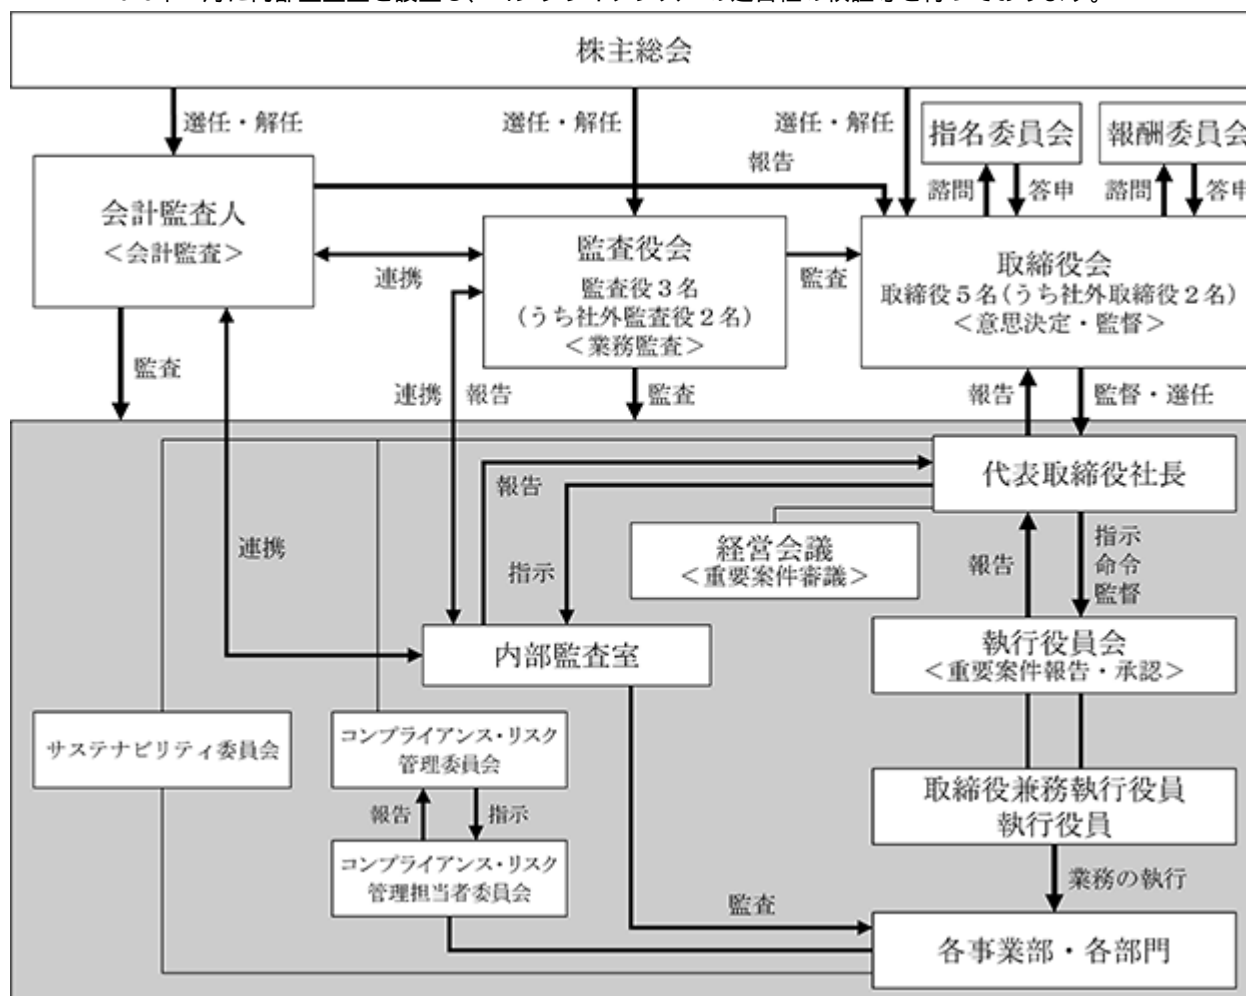 株主総会
選任・解任
選任・解任
選任・解任
指名委員会
報酬委員会
報告
諮問
答申
諮問
答申
会計監査人
<会計監査>
連携
監査役会
監査役3名
(うち社外監査役2名)
<業務監査>
監査
取締役会
取締役5名(うち社外取締役2名)
<意思決定・監督>
監査
連携
報告
監査
報告
監督・選任
代表取締役社長
報告
連携
指示
経営会議
<重要案件審議>
報告
指示
命令
監督
内部監査室
執行役員会
<重要案件報告・承認>
サステナビリティ委員会
コンプライアンス・リスク
管理委員会
報告
指示
取締役兼務執行役員
執行役員
コンプライアンス・リスク
管理担当者委員会
業務の執行
監査
各事業部・各部門